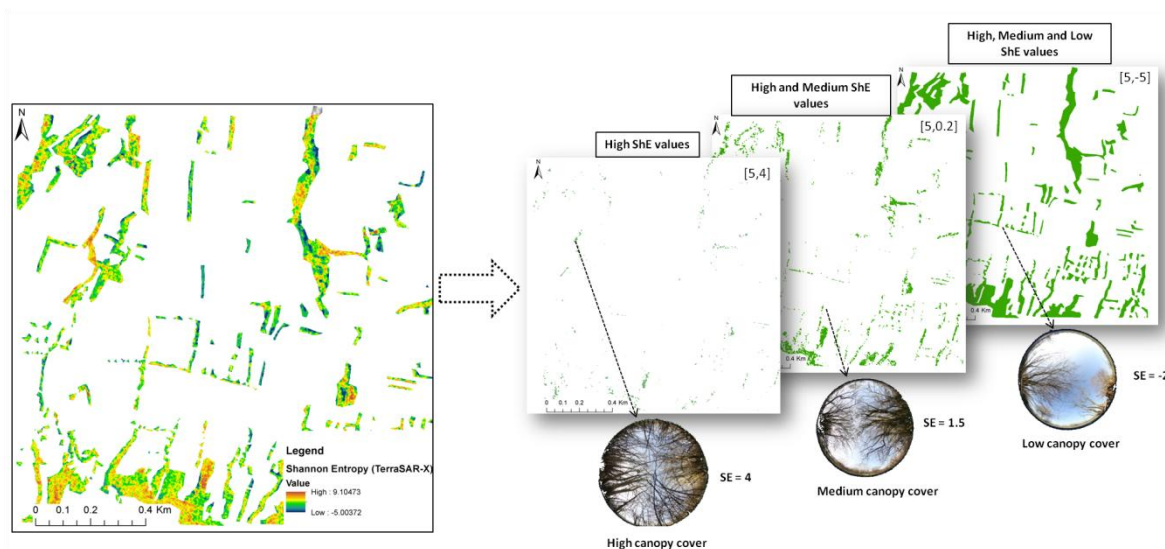 N
Legend
Shannon Entropy (TerraSAR-X)
Value
High : 9.10473
Low : -5.00372
0 0.2 0.4 Km
High ShE values
N
[5,4]
0 0.1 0.2 0.4 Km
SE = 4
High canopy cover
High and Medium ShE
values
N
[5,0.2]
0.4 Km
SE = 1.5
Medium canopy cover
High, Medium and Low
ShE values
N
[5,-5]
0.4 Km
SE = -2
Low canopy cover